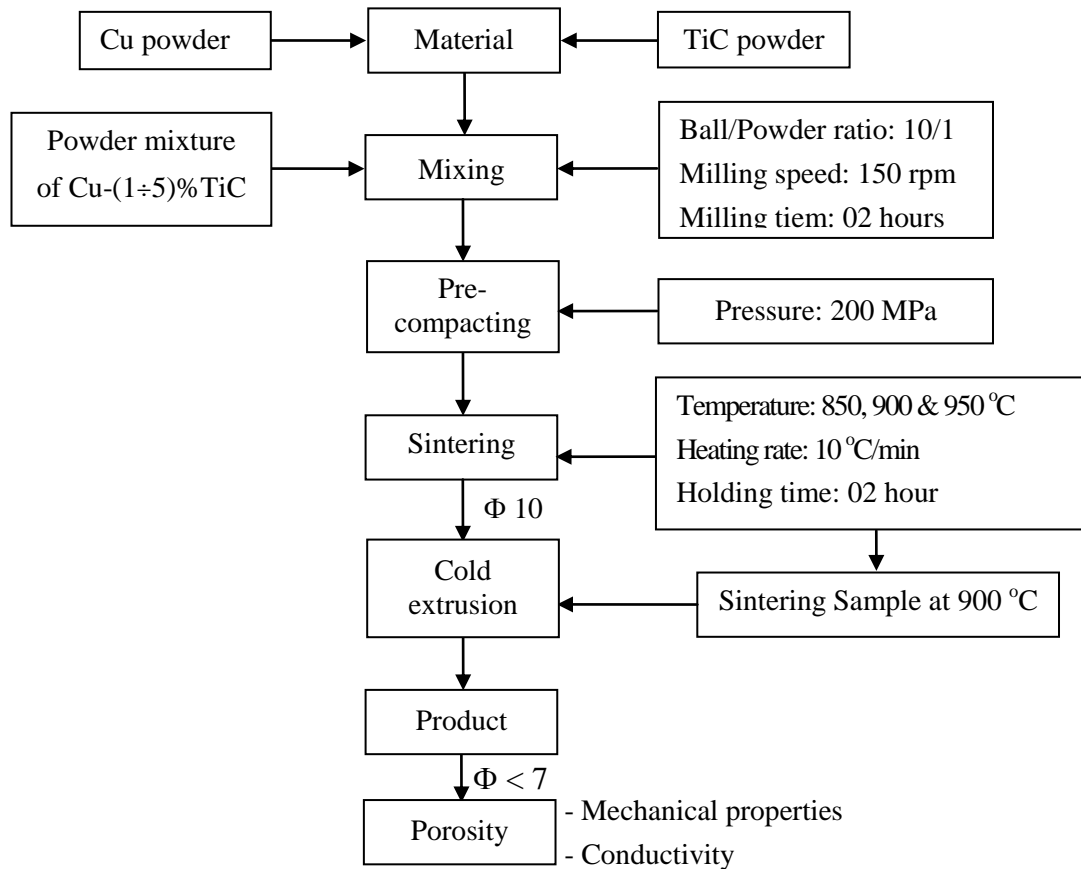 Cu powder
Material
TiC powder
Powder mixture
of Cu-(1÷5)%TiC
Mixing
Ball/Powder ratio: 10/1
Milling speed: 150 rpm
Milling tiem: 02 hours
Pre-
compacting
Pressure: 200 MPa
Temperature: 850, 900 & 950 °C
Heating rate: 10 °C/min
Holding time: 02 hour
Sintering
Φ 10
Cold
extrusion
Sintering Sample at 900 °C
Product
Φ < 7
Porosity
- Mechanical properties
- Conductivity